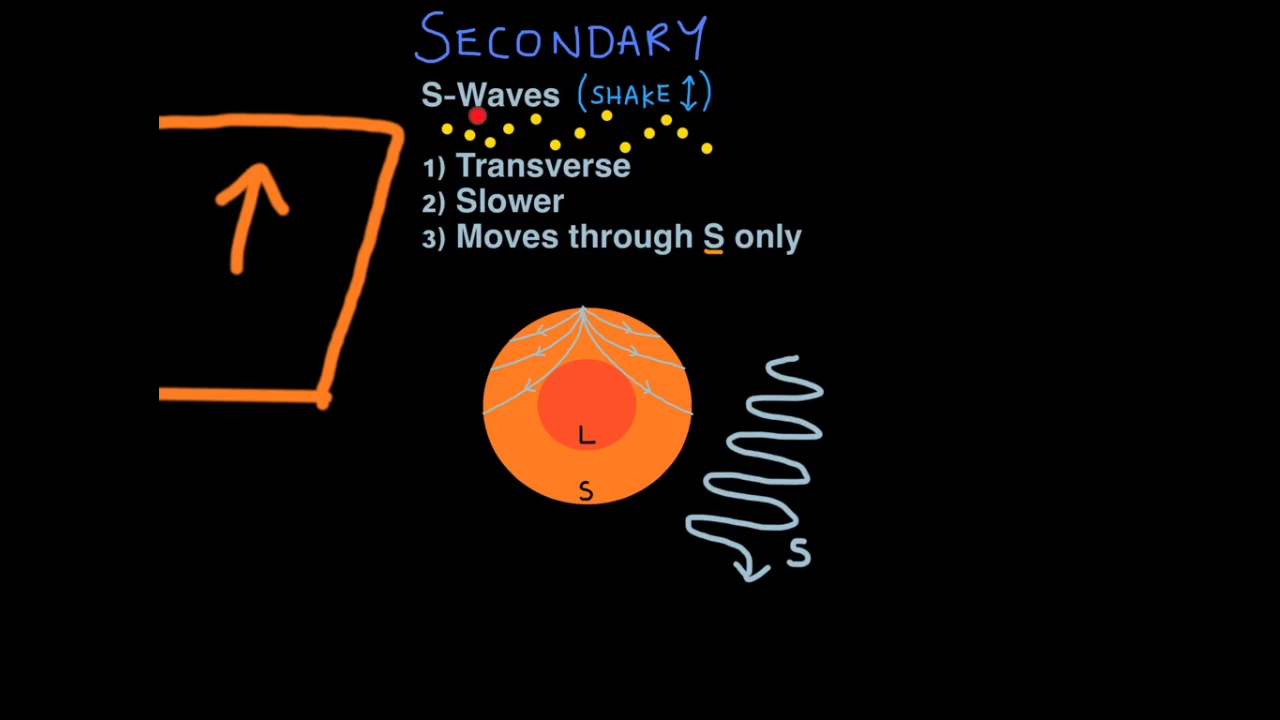 SECONDARY
S-Waves (SHAKE ↕)
1) Transverse
2) Slower
3) Moves through S only
L
S
S